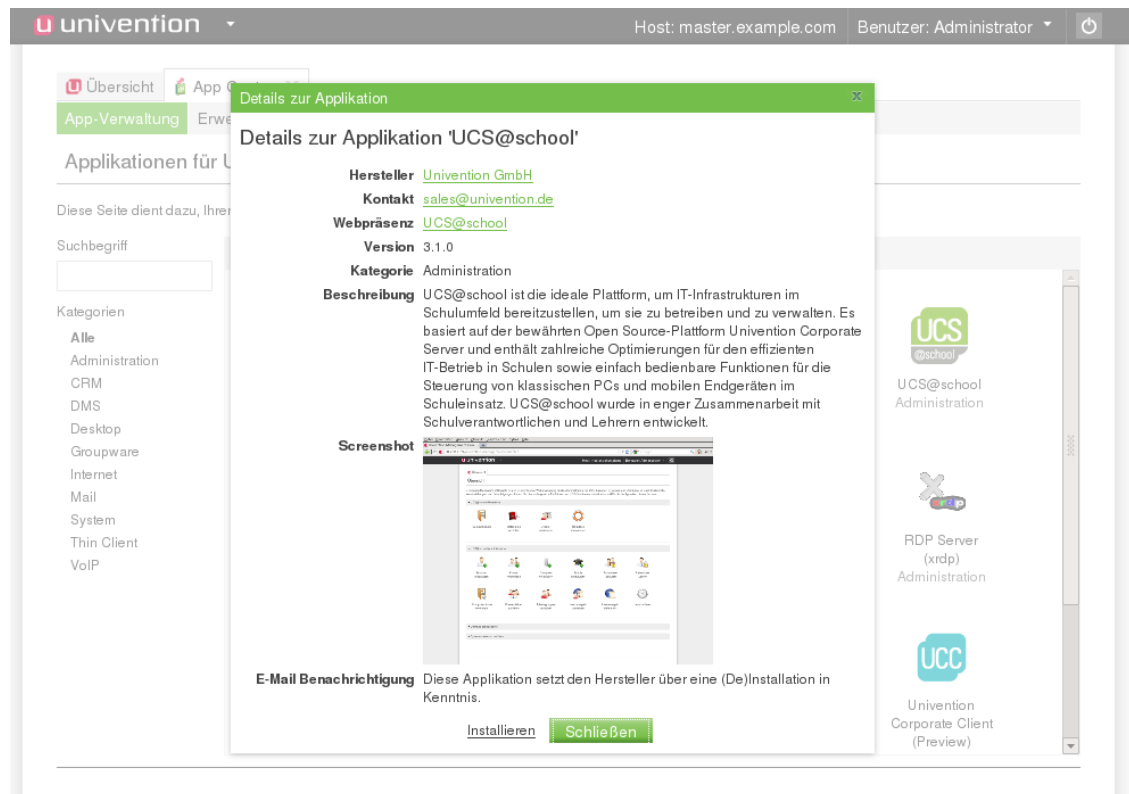 univention
Host: master.example.com
Benutzer: Administrator
Übersicht
App
App-Verwaltung
Details zur Applikation
Applikationen für
Details zur Applikation 'UCS@school'
Hersteller Univention GmbH
Kontakt sales@univention.de
Webpräsenz UCS@school
Version 3.1.0
Kategorie Administration
Beschreibung UCS@school ist die ideale Plattform, um IT-Infrastrukturen im
Schulumfeld bereitzustellen, um sie zu betreiben und zu verwalten. Es
basiert auf der bewährten Open Source-Plattform Univention Corporate
Server und enthält zahlreiche Optimierungen für den effizienten
IT-Betrieb in Schulen sowie einfach bedienbare Funktionen für die
Steuerung von klassischen PCs und mobilen Endgeräten im
Schuleinsatz. UCS@school wurde in enger Zusammenarbeit mit
Schulverantwortlichen und Lehrern entwickelt.
Screenshot
E-Mail Benachrichtigung Diese Applikation setzt den Hersteller über eine (De)Installation in
Kenntnis.
Installieren
Schließen
Diese Seite dient dazu, Ihren
Suchbegriff
Kategorien
Alle
Administration
CRM
DMS
Desktop
Groupware
Internet
Mail
System
Thin Client
VoIP
UCS
@school
UCS@school
Administration
xrdp
RDP Server
(xrdp)
Administration
UCC
Univention
Corporate Client
(Preview)